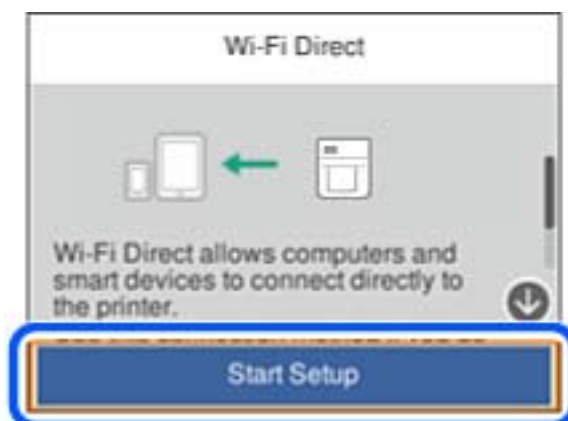 Wi-Fi Direct
Wi-Fi Direct allows computers and
smart devices to connect directly to
the printer.
Start Setup